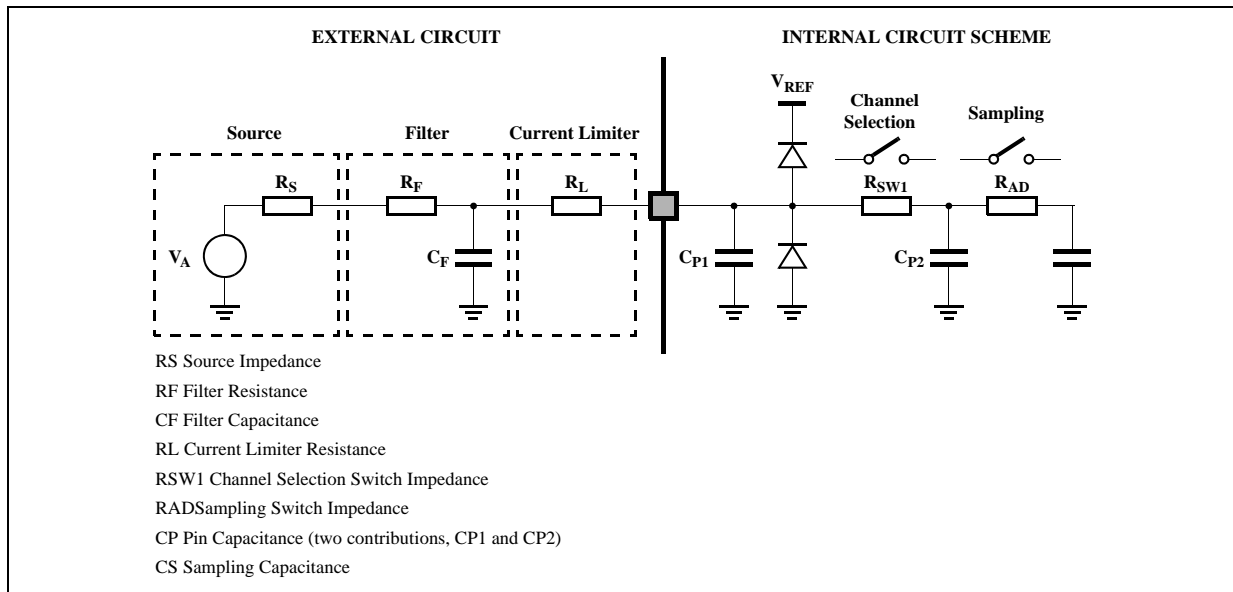 EXTERNAL CIRCUIT
INTERNAL CIRCUIT SCHEME
VREF
Channel
Selection
Sampling
Source
Filter
Current Limiter
RS
RF
RL
RSW1
RAD
VA
CF
CP1
CP2
RS Source Impedance
RF Filter Resistance
CF Filter Capacitance
RL Current Limiter Resistance
RSW1 Channel Selection Switch Impedance
RADSampling Switch Impedance
CP Pin Capacitance (two contributions, CP1 and CP2)
CS Sampling Capacitance